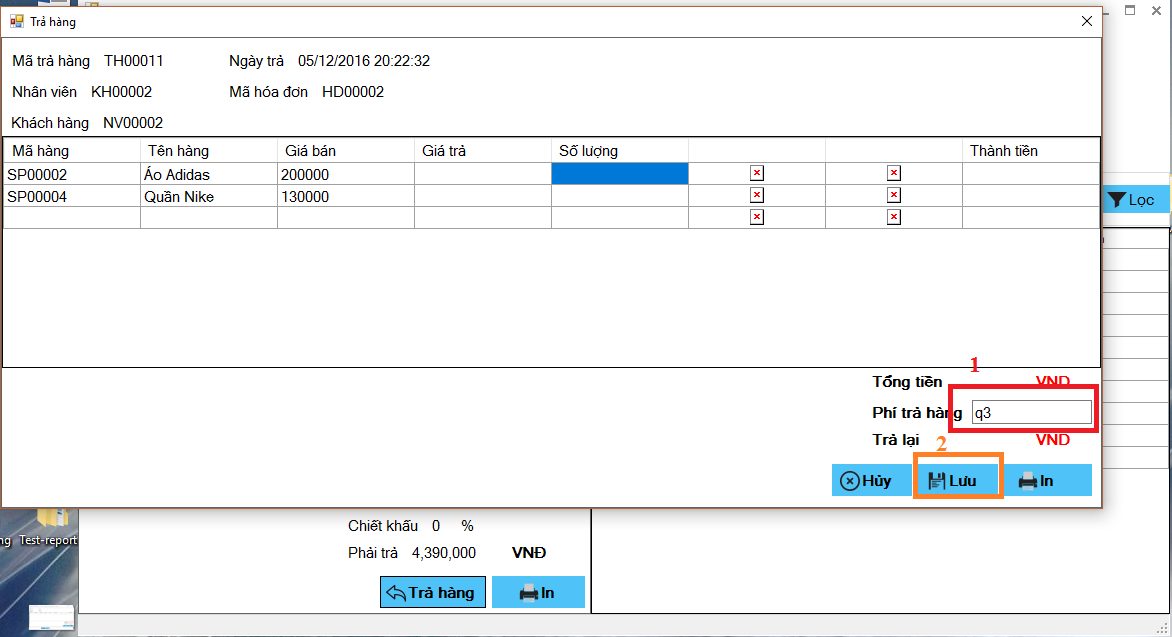 Trả hàng
Mã trả hàng TH00011 Ngày trả 05/12/2016 20:22:32
Nhân viên KH00002 Mã hóa đơn HD00002
Khách hàng NV00002
Mã hàng Tên hàng Giá bán Giá trả Số lượng Thành tiền
SP00002 Áo Adidas 200000
SP00004 Quần Nike 130000
Lọc
1
Tổng tiền VND
Phí trả hàng q3
Trả lại VND
2
Hủy Lưu In
Chiết khấu 0 %
Phải trả 4,390,000 VNĐ
Trả hàng In
ng Test-report